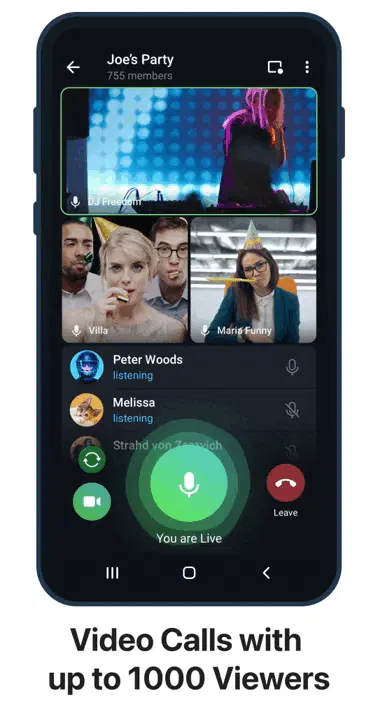 Joe's Party
755 members
DJ Freedom
Villa
Maria Funny
Peter Woods
listening
Melissa
listening
Strahd von Zarovich
Leave
You are Live
Video Calls with
up to 1000 Viewers